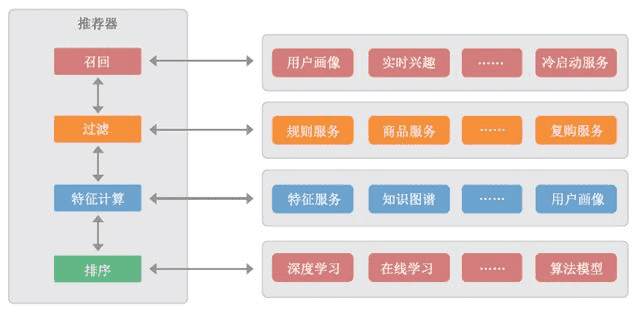 推荐器
召回
用户画像 实时兴趣 …… 冷启动服务
过滤
规则服务 商品服务 …… 复购服务
特征计算
特征服务 知识图谱 …… 用户画像
排序
深度学习 在线学习 …… 算法模型